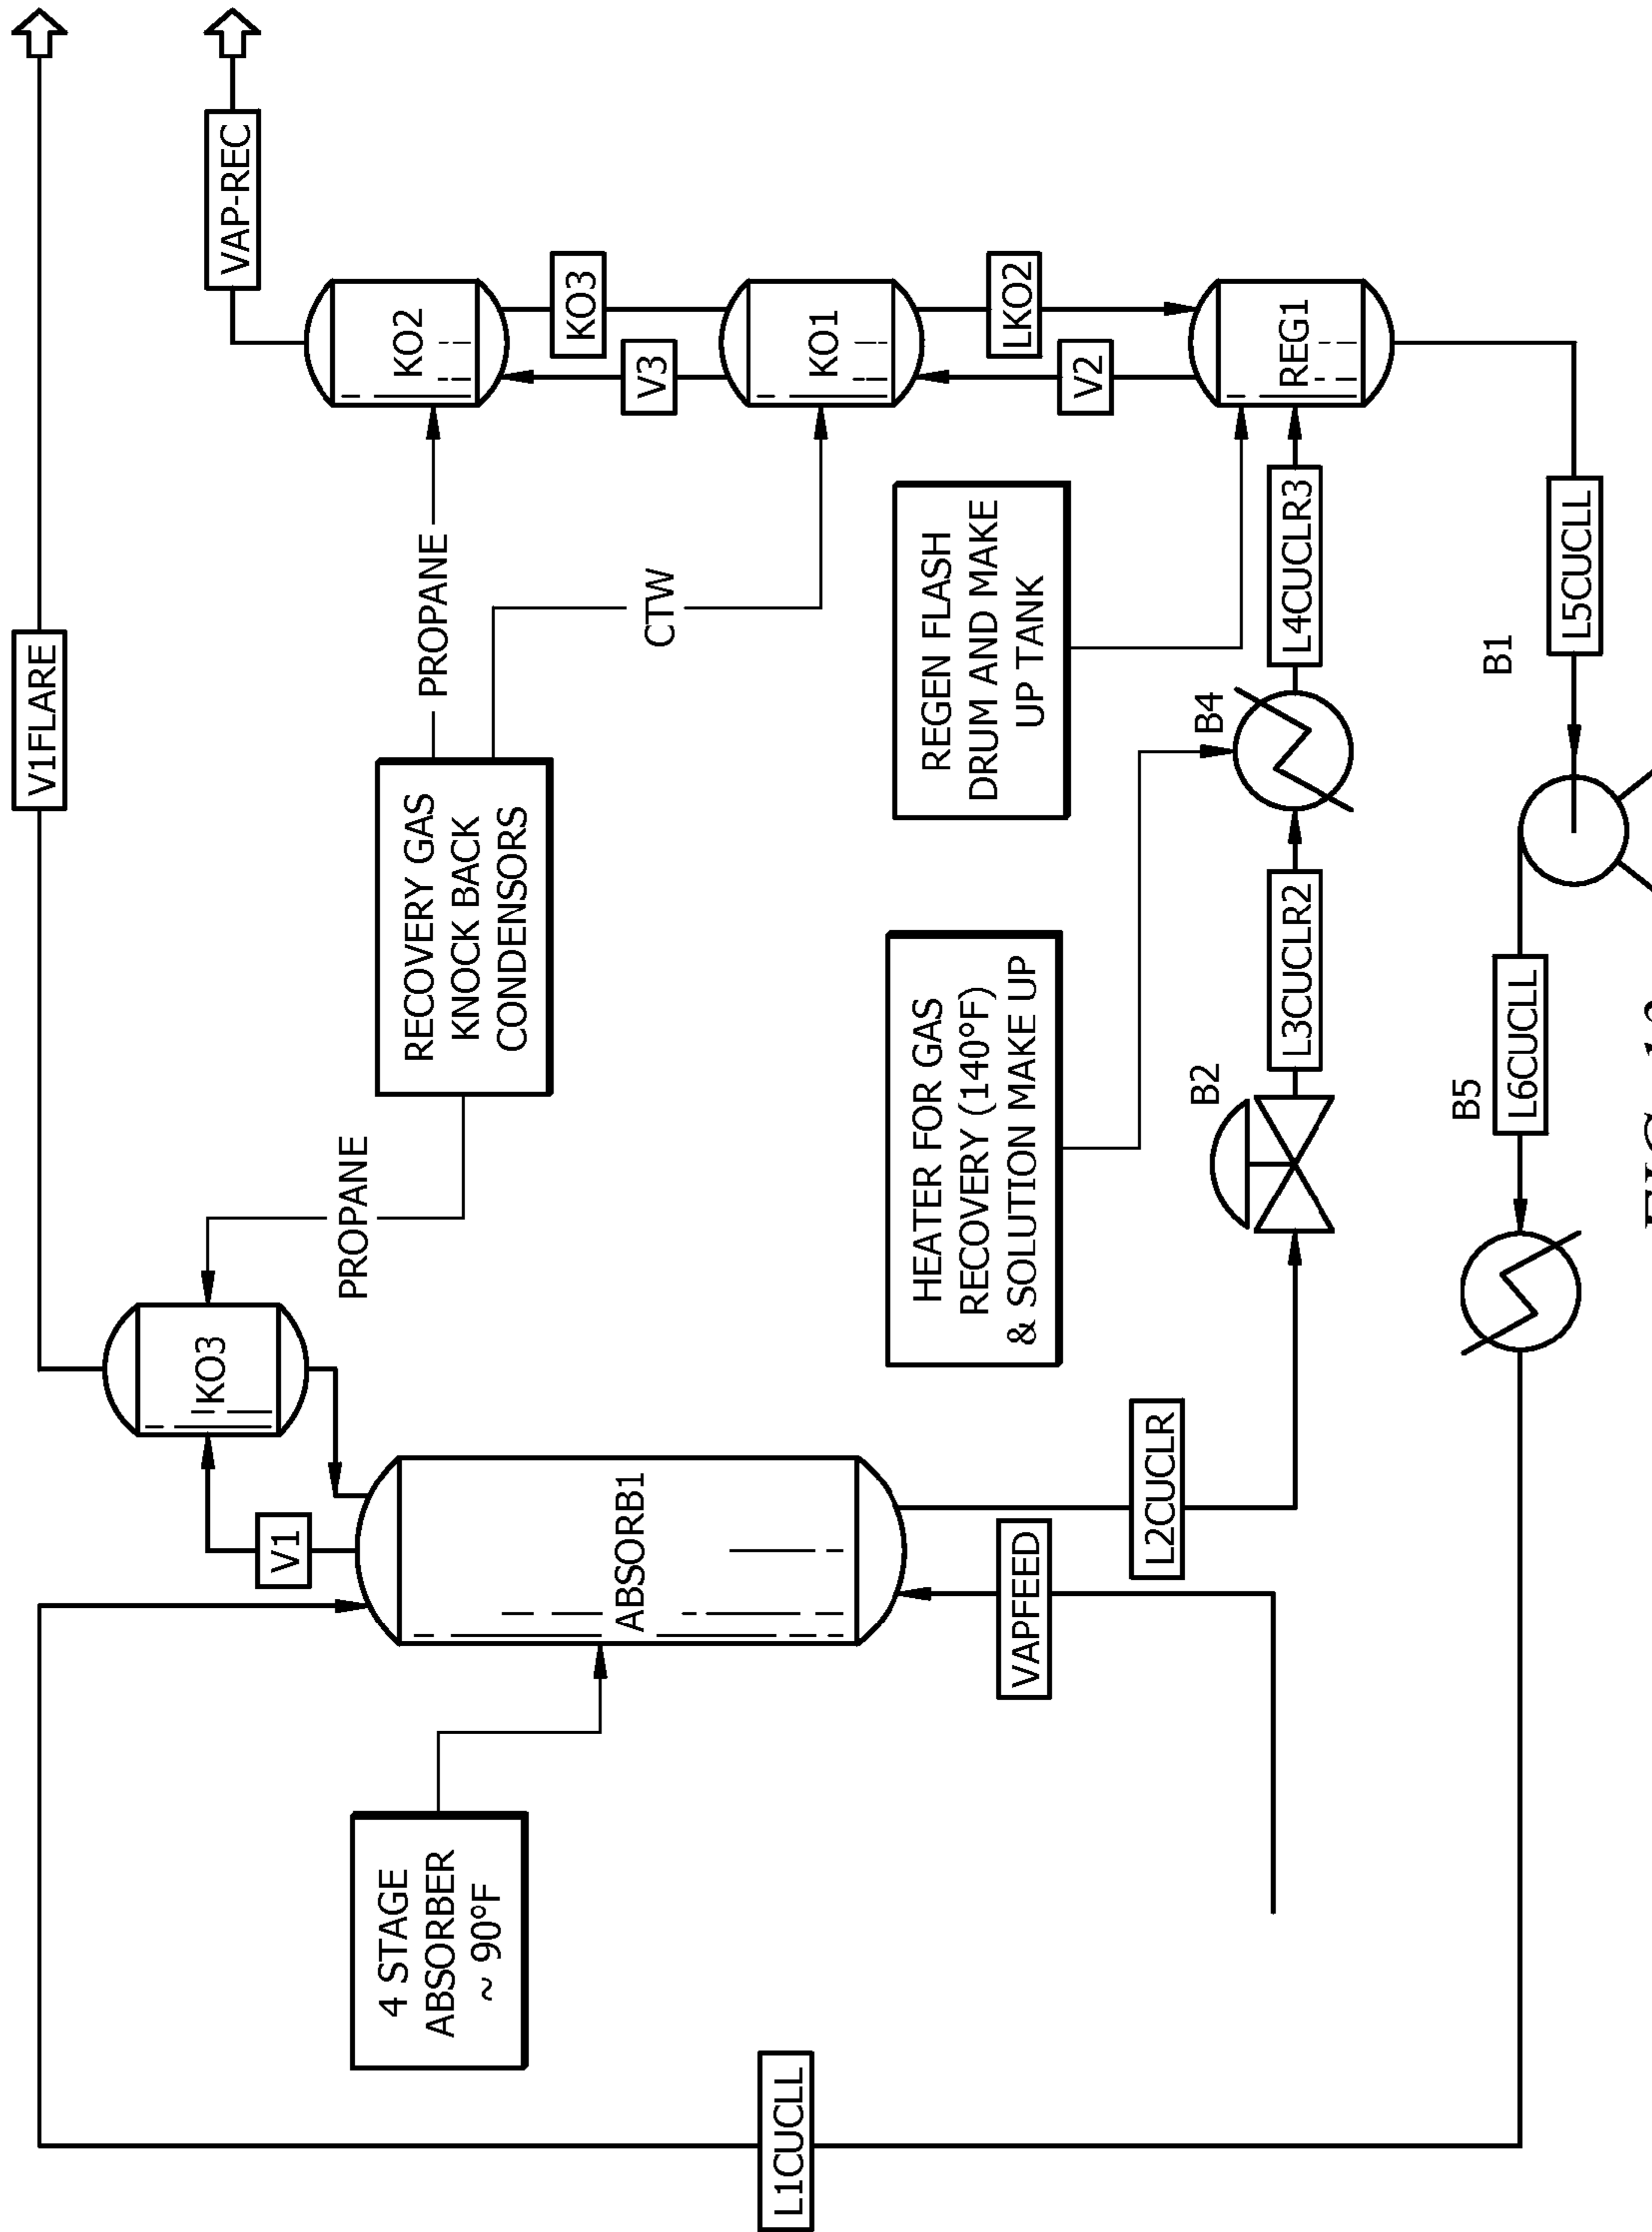 V1FLARE
VAP-REC
KO3
V1
PROPANE
RECOVERY GAS
KNOCK BACK
CONDENSORS
PROPANE
CTW
KO2
KO3
V3
KO1
LKO2
V2
REG1
4 STAGE
ABSORBER
~ 90°F
ABSORB1
REGEN FLASH
DRUM AND MAKE
UP TANK
HEATER FOR GAS
RECOVERY (140°F)
& SOLUTION MAKE UP
VAPFEED
L2CUCLR
B2
L3CUCLR2
B4
L4CUCLR3
L1CUCLL
B5
L6CUCLL
B1
L5CUCLL